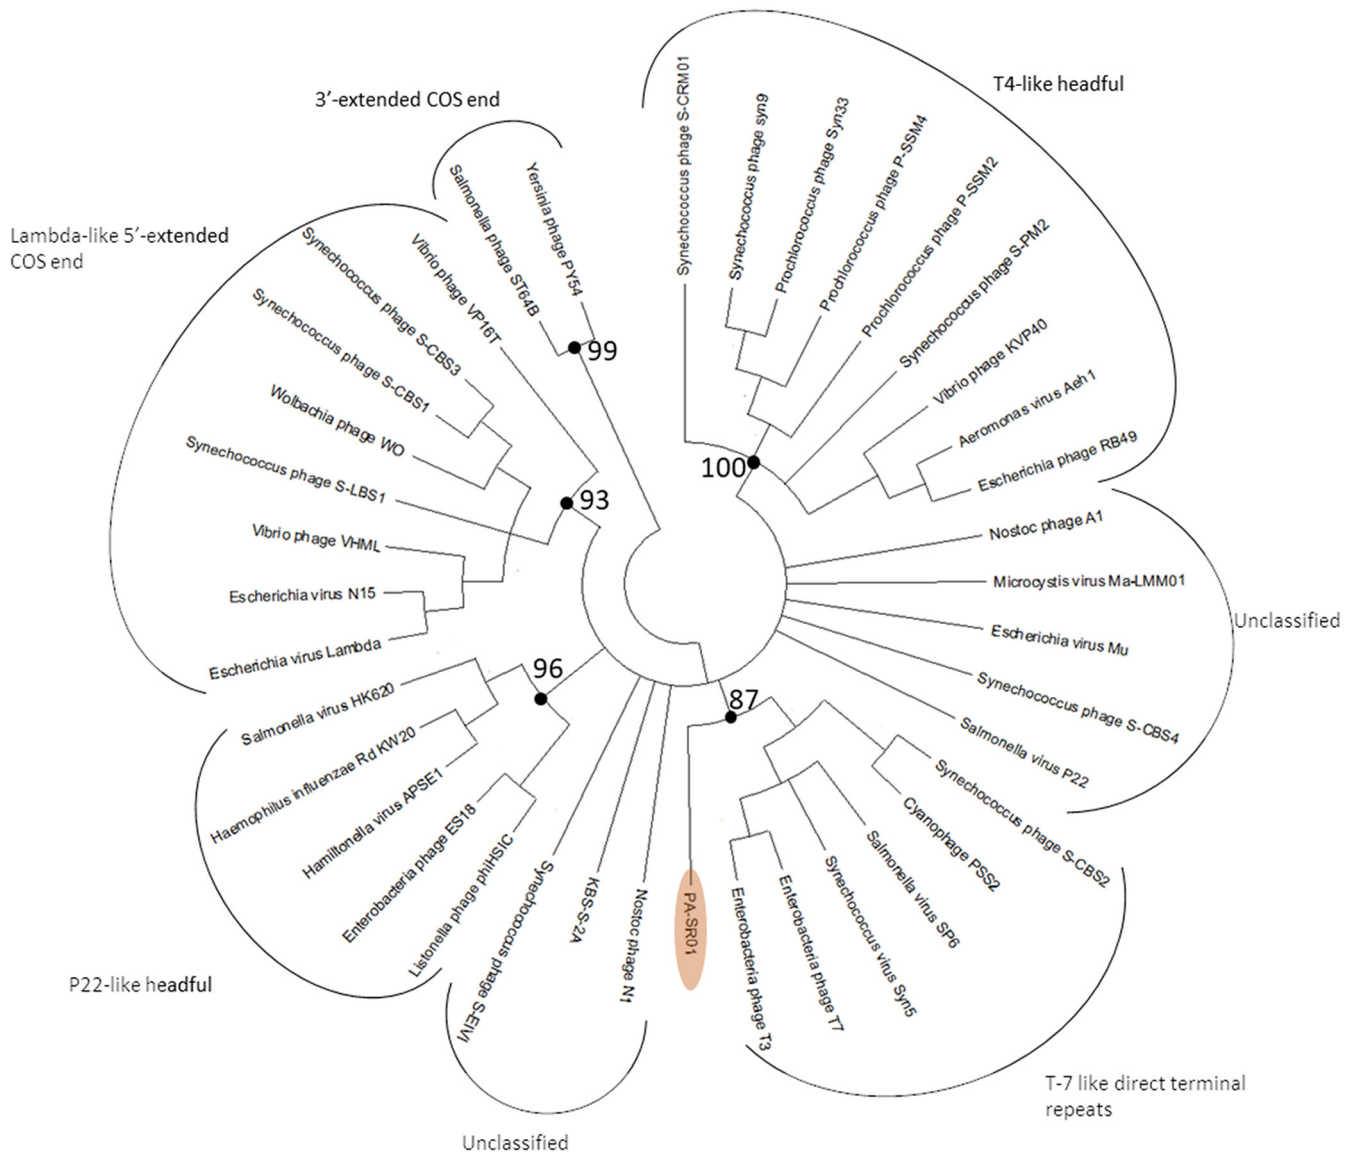 T4-like headful
Synechococcus phage S-CRM01
Synechococcus phage syn9
Prochlorococcus phage Syn33
Prochlorococcus phage P-SSM4
Prochlorococcus phage P-SSM2
Synechococcus phage S-PM2
Vibrio phage KVP40
Aeromonas virus Aeh1
Escherichia phage RB49
100
Unclassified
Nostoc phage A1
Microcystis virus Ma-LMM01
Escherichia virus Mu
Synechococcus phage S-CBS4
Salmonella virus P22
87
Synechococcus phage S-CBS2
Cyanophage PSS2
Salmonella virus SP6
Synechococcus virus Syn5
Enterobacteria phage T7
Enterobacteria phage T3
T-7 like direct terminal
repeats
PA-SR01
Nostoc phage N1
KBS-S-2A
Synechococcus phage S-EIVI
Unclassified
96
Listonella phage phiHSIC
Enterobacteria phage ES18
Hamiltonella virus APSE1
Haemophilus influenzae Rd KW20
Salmonella virus HK620
P22-like headful
Escherichia virus Lambda
Escherichia virus N15
Vibrio phage VHML
Synechococcus phage S-LBS1
Wolbachia phage WO
Synechococcus phage S-CBS1
Synechococcus phage S-CBS3
Vibrio phage VP16T
93
Lambda-like 5′-extended
COS end
3′-extended COS end
Salmonella phage ST64B
Yersinia phage PY54
99